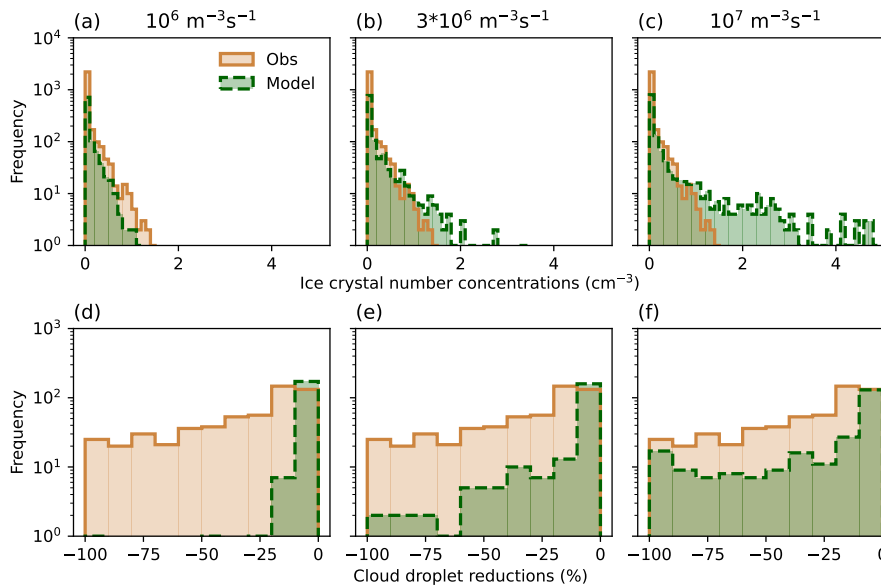 (a) 10⁶ m⁻³s⁻¹
(b) 3*10⁶ m⁻³s⁻¹
(c) 10⁷ m⁻³s⁻¹
10⁴
10³
10²
10¹
10⁰
Frequency
Obs
Model
0 2 4
0 2 4
0 2 4
Ice crystal number concentrations (cm⁻³)
(d) (e) (f)
10³
10²
10¹
10⁰
Frequency
−100 −75 −50 −25 0
−100 −75 −50 −25 0
−100 −75 −50 −25 0
Cloud droplet reductions (%)